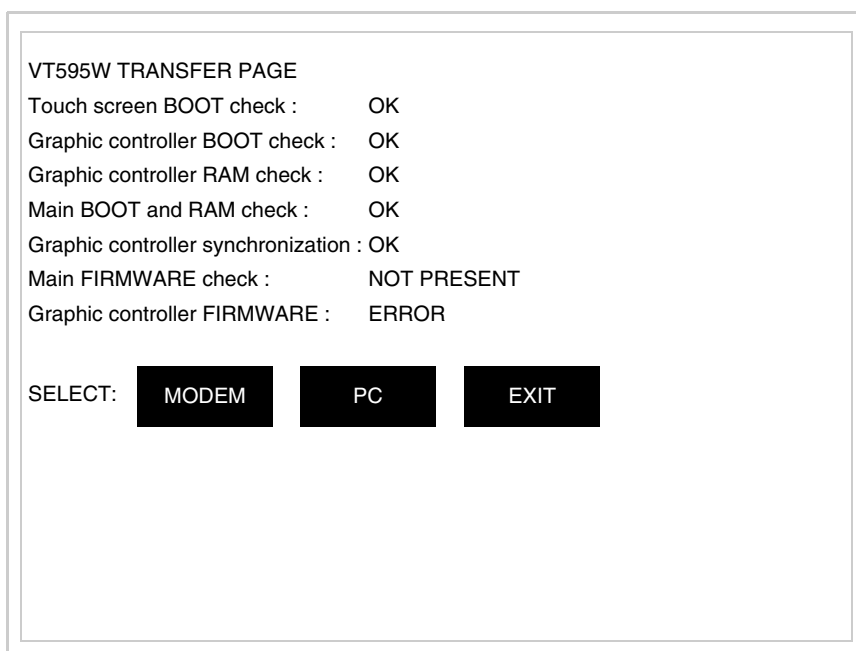 VT595W TRANSFER PAGE
Touch screen BOOT check : OK
Graphic controller BOOT check : OK
Graphic controller RAM check : OK
Main BOOT and RAM check : OK
Graphic controller synchronization : OK
Main FIRMWARE check : NOT PRESENT
Graphic controller FIRMWARE : ERROR
SELECT: MODEM PC EXIT